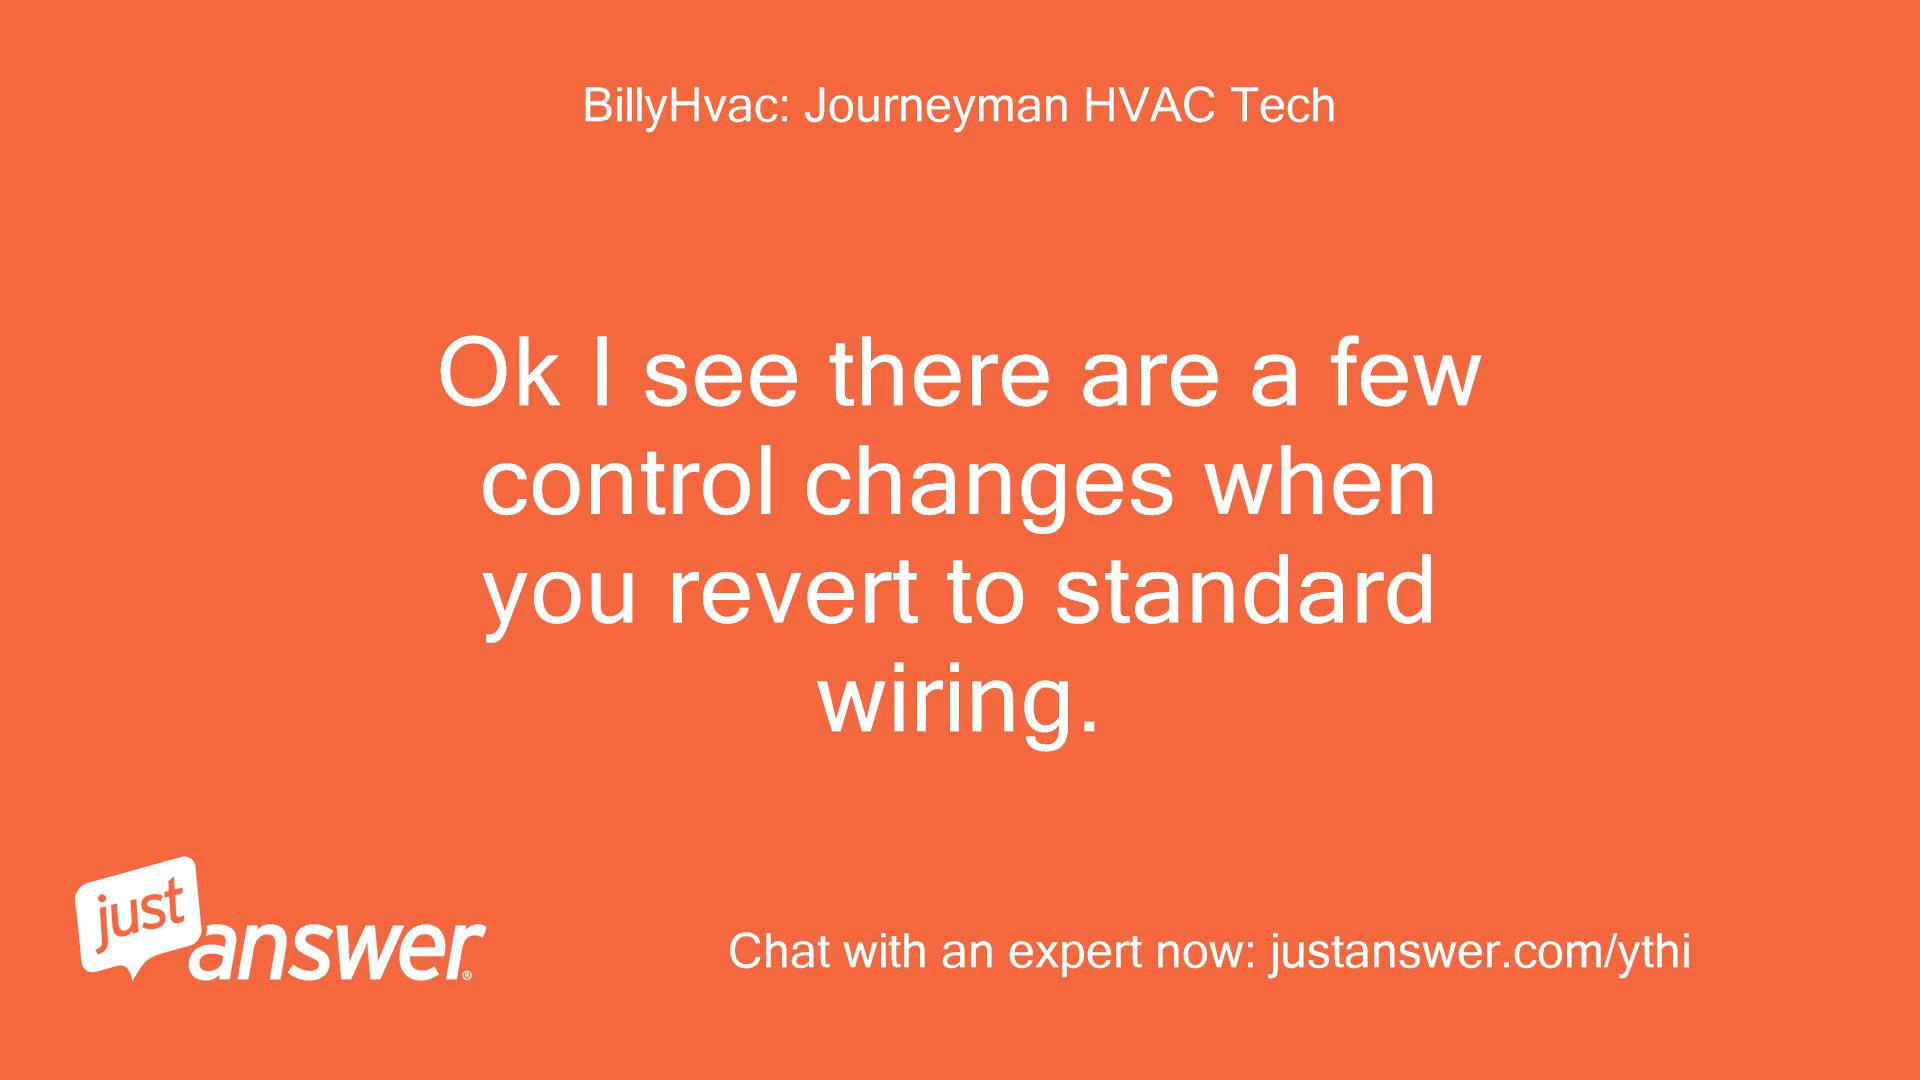 BillyHvac: Journeyman HVAC Tech
Ok I see there are a few
control changes when
you revert to standard
wiring.
just
answer®
Chat with an expert now: justanswer.com/ythi